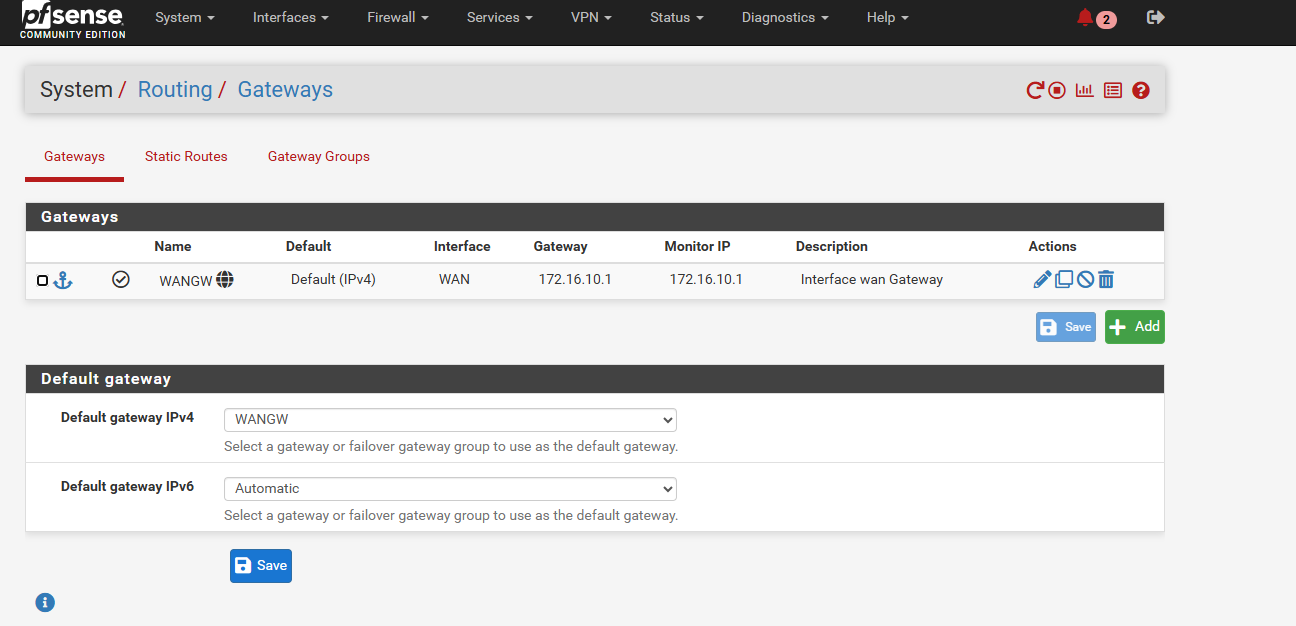 pfsense
COMMUNITY EDITION
System Interfaces Firewall Services VPN Status Diagnostics Help 2
System / Routing / Gateways
Gateways Static Routes Gateway Groups
Gateways
Name Default Interface Gateway Monitor IP Description Actions
WANGW Default (IPv4) WAN 172.16.10.1 172.16.10.1 Interface wan Gateway
Save Add
Default gateway
Default gateway IPv4 WANGW
Select a gateway or failover gateway group to use as the default gateway.
Default gateway IPv6 Automatic
Select a gateway or failover gateway group to use as the default gateway.
Save